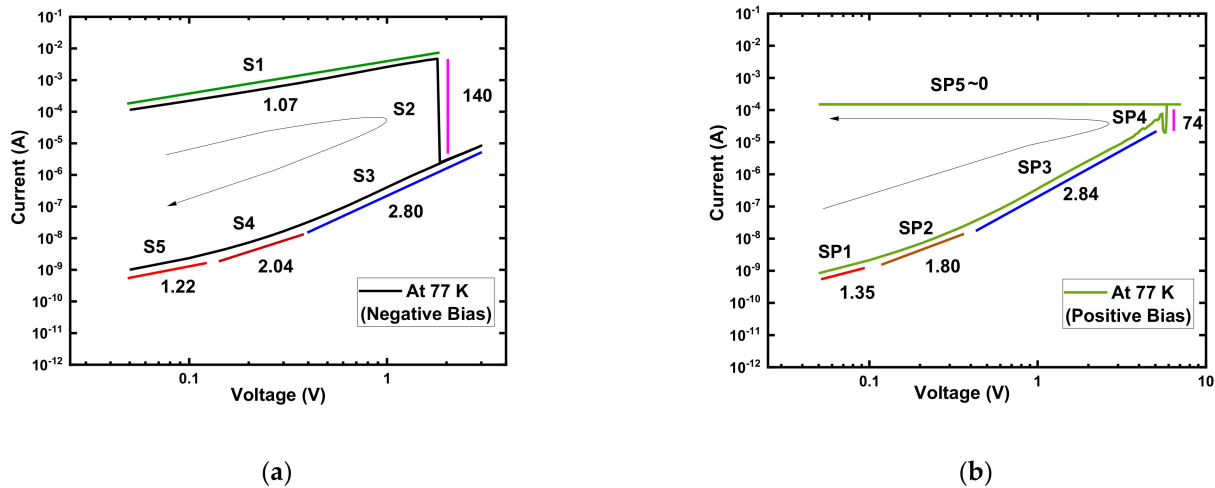 10⁻¹
10⁻²
10⁻³
10⁻⁴
10⁻⁵
10⁻⁶
10⁻⁷
10⁻⁸
10⁻⁹
10⁻¹⁰
10⁻¹¹
10⁻¹²
Current (A)
S1
1.07
S2
140
S3
2.80
S4
2.04
S5
1.22
At 77 K
(Negative Bias)
0.1
1
Voltage (V)
(a)
10⁻¹
10⁻²
10⁻³
10⁻⁴
10⁻⁵
10⁻⁶
10⁻⁷
10⁻⁸
10⁻⁹
10⁻¹⁰
10⁻¹¹
10⁻¹²
Current (A)
SP5~0
SP4
74
SP3
2.84
SP2
1.80
SP1
1.35
At 77 K
(Positive Bias)
0.1
1
10
Voltage (V)
(b)